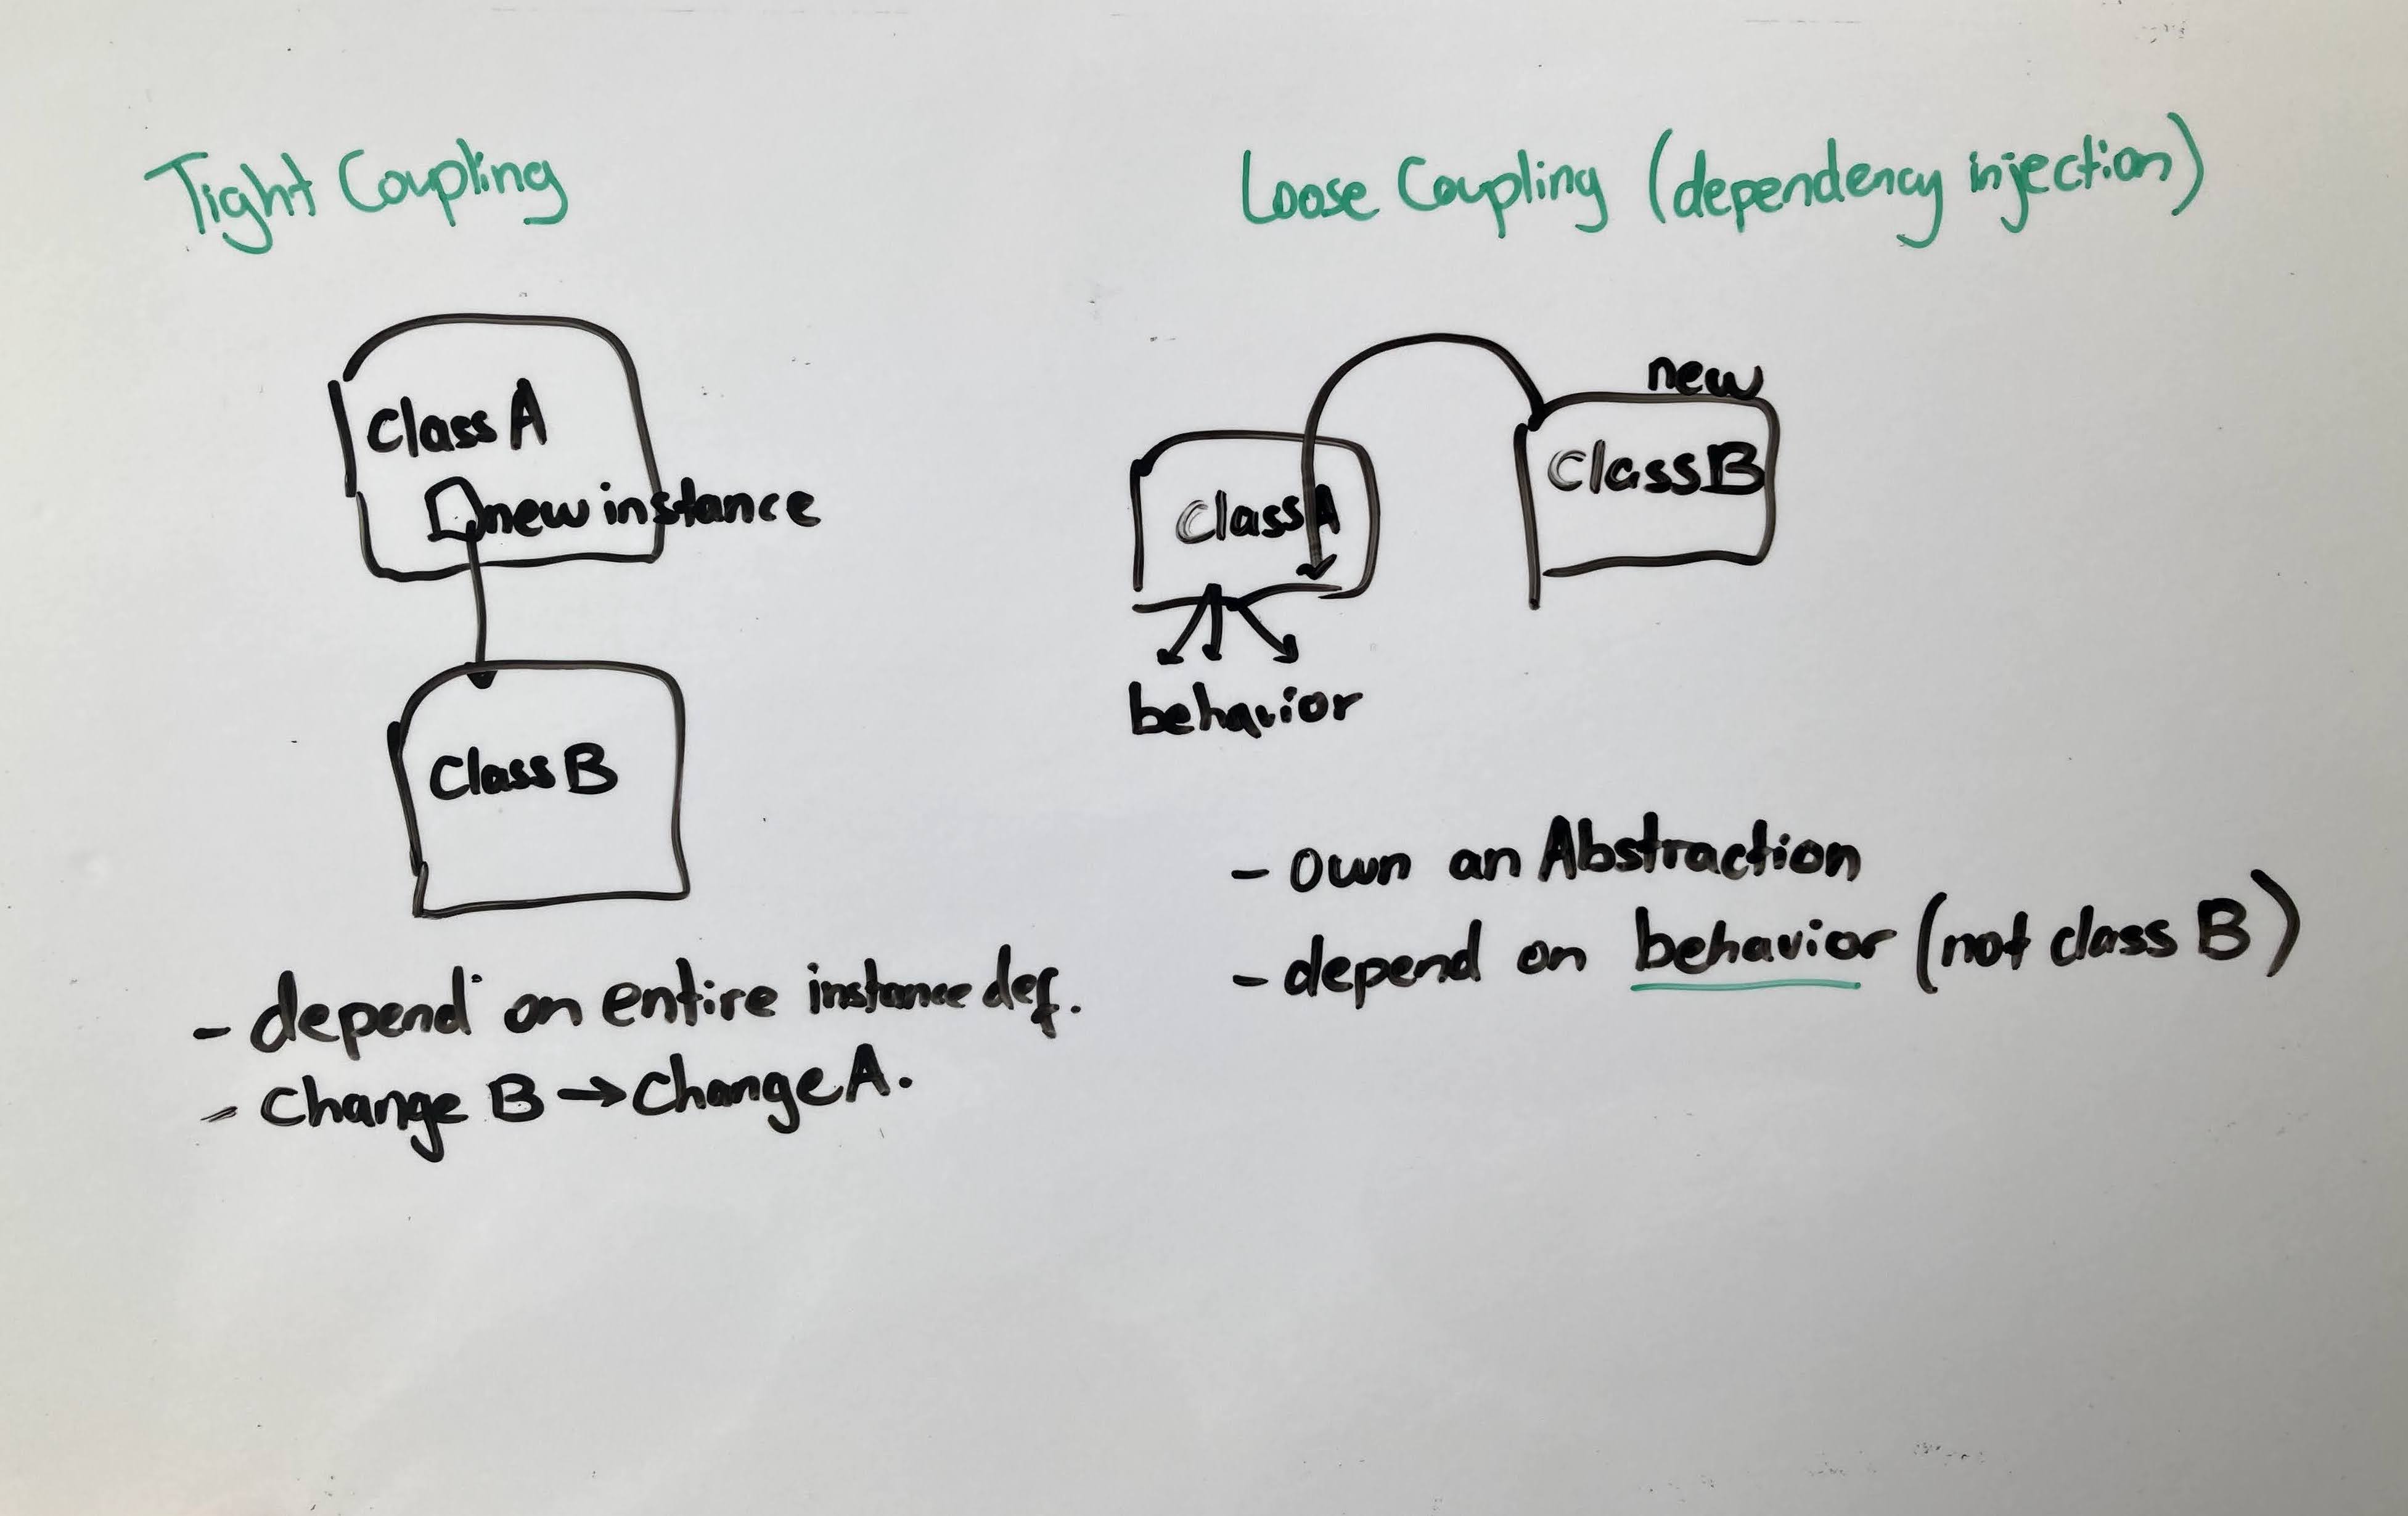 Tight Coupling
Class A
new instance
Class B
- depend on entire instance def.
- Change B → Change A.
Loose Coupling (dependency injection)
new
Class B
Class A
behavior
- own an Abstraction
- depend on behavior (not class B)